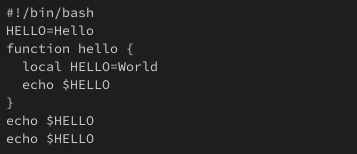 #!/bin/bash
HELLO=Hello
function hello {
  local HELLO=World
  echo $HELLO
}
echo $HELLO
echo $HELLO